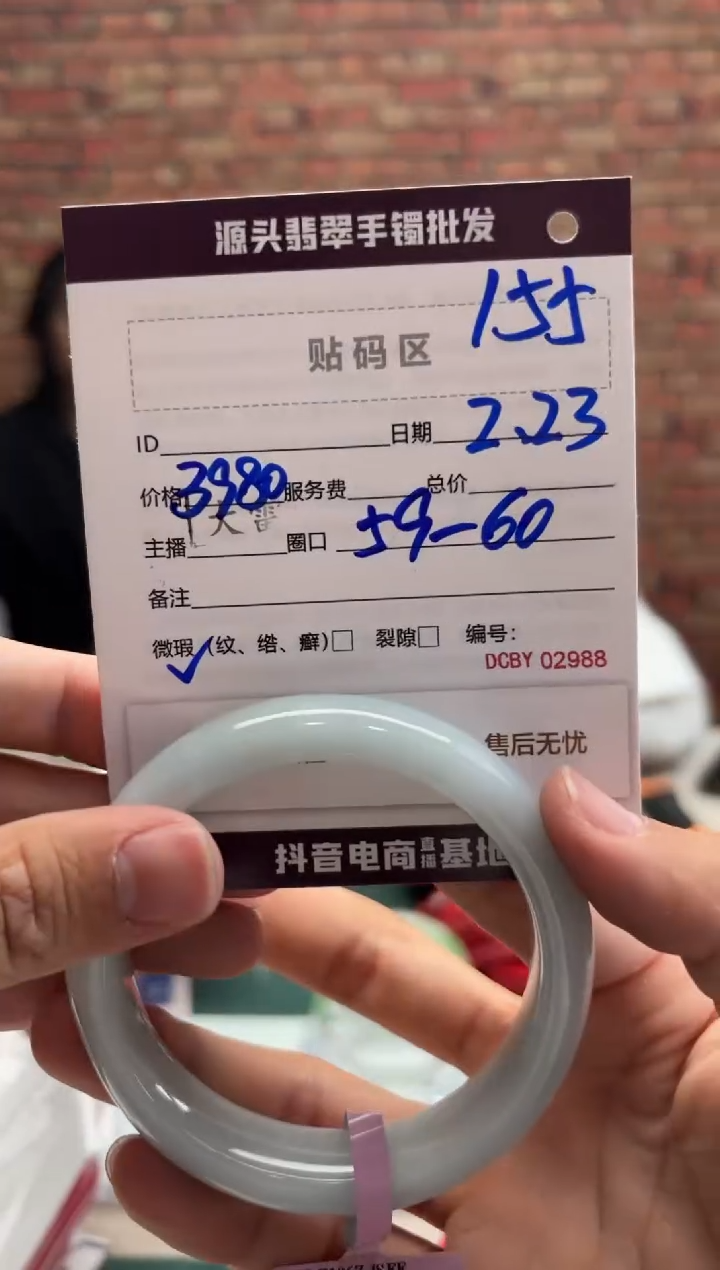 源头翡翠手镯批发
155
贴码区
ID 日期 2.23
价格 3980 服务费 总价
主播 圈口 59-60
备注
微瑕 ✓ (纹、绺、癣)□ 裂隙□ 编号:
DCBY 02988
售后无忧
抖音电商直播基地